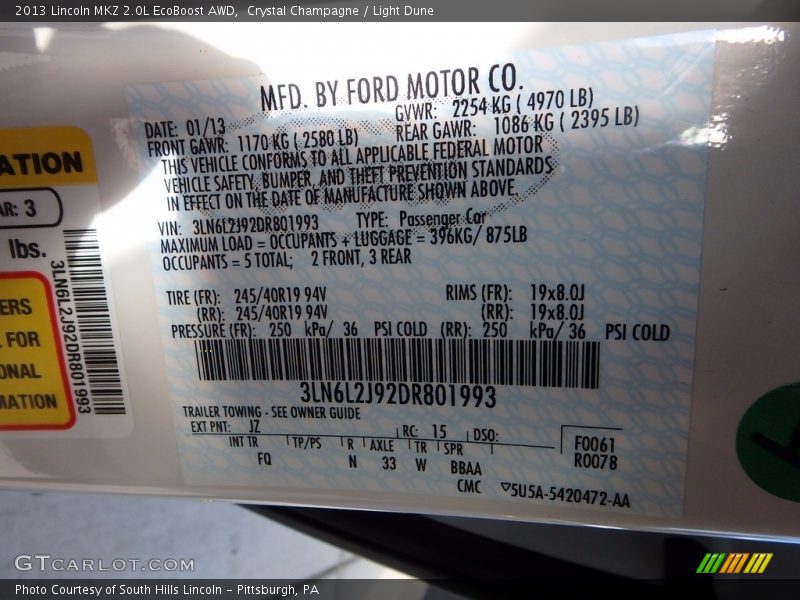 2013 Lincoln MKZ 2.0L EcoBoost AWD,  Crystal Champagne / Light Dune
MFD. BY FORD MOTOR CO.
DATE: 01/13 GVWR: 2254 KG ( 4970 LB)
FRONT GAWR: 1170 KG ( 2580 LB) REAR GAWR: 1086 KG ( 2395 LB)
THIS VEHICLE CONFORMS TO ALL APPLICABLE FEDERAL MOTOR
VEHICLE SAFETY, BUMPER, AND THEFT PREVENTION STANDARDS
IN EFFECT ON THE DATE OF MANUFACTURE SHOWN ABOVE.
VIN: 3LN6L2J92DR801993 TYPE: Passenger Car
MAXIMUM LOAD = OCCUPANTS + LUGGAGE = 396KG/ 875LB
OCCUPANTS = 5 TOTAL; 2 FRONT, 3 REAR
TIRE (FR): 245/40R19 94V RIMS (FR): 19x8.0J
(RR): 245/40R19 94V (RR): 19x8.0J
PRESSURE (FR): 250 kPa/ 36 PSI COLD (RR): 250 kPa/ 36 PSI COLD
3LN6L2J92DR801993
TRAILER TOWING - SEE OWNER GUIDE
EXT PNT: JZ RC: 15 DSO: F0061
INT TR TP/PS R AXLE TR SPR R0078
FQ N 33 W BBAA
CMC ▽5U5A-5420472-AA
ATION
AR: 3
lbs.
3LN6L2J92DR801993
ERS
FOR
ONAL
MATION
GTCARLOT.COM
Photo Courtesy of South Hills Lincoln – Pittsburgh, PA